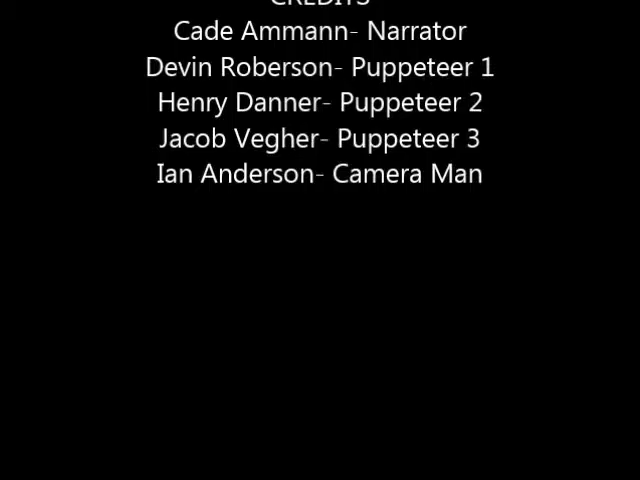 CREDITS
Cade Ammann- Narrator
Devin Roberson- Puppeteer 1
Henry Danner- Puppeteer 2
Jacob Vegher- Puppeteer 3
Ian Anderson- Camera Man